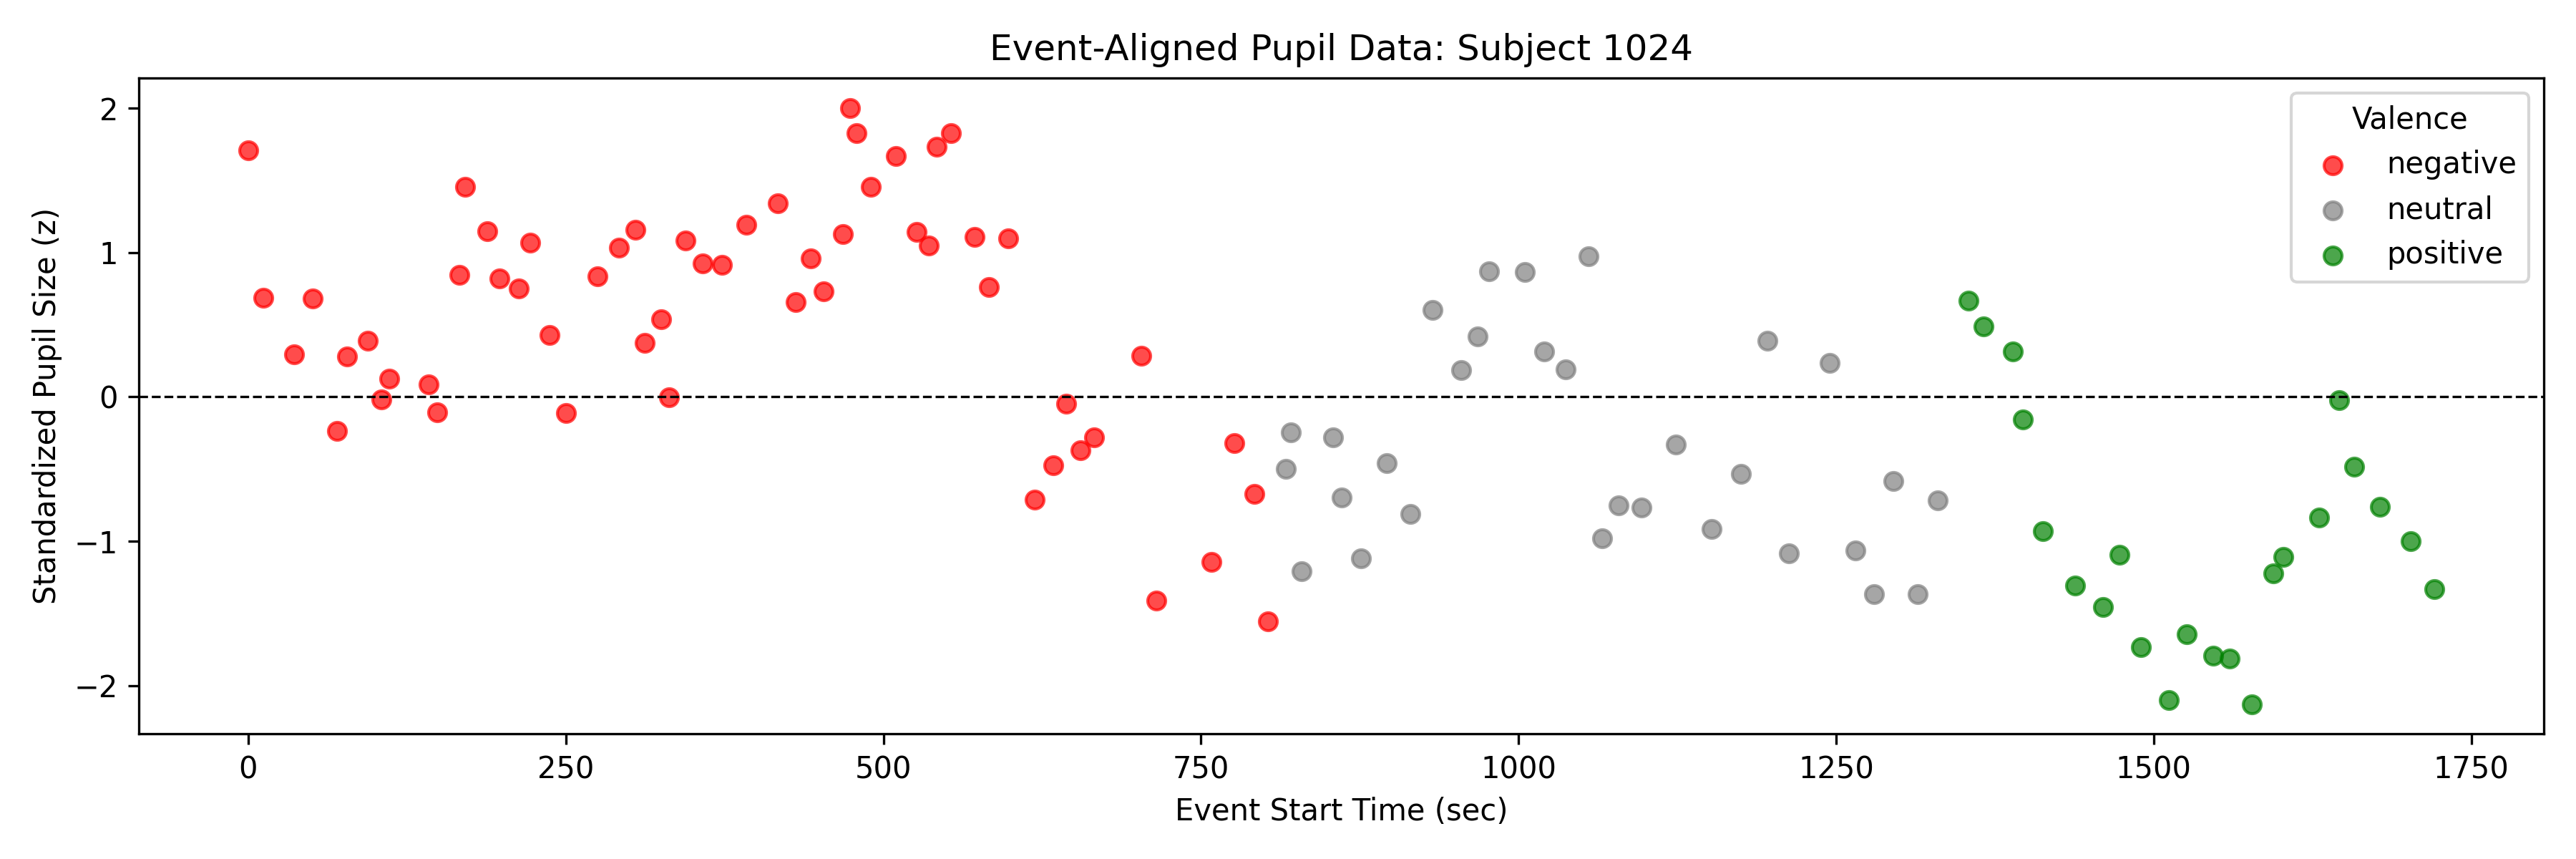 Event-Aligned Pupil Data: Subject 1024
Standardized Pupil Size (z)
2
1
0
−1
−2
Valence
negative
neutral
positive
0 250 500 750 1000 1250 1500 1750
Event Start Time (sec)